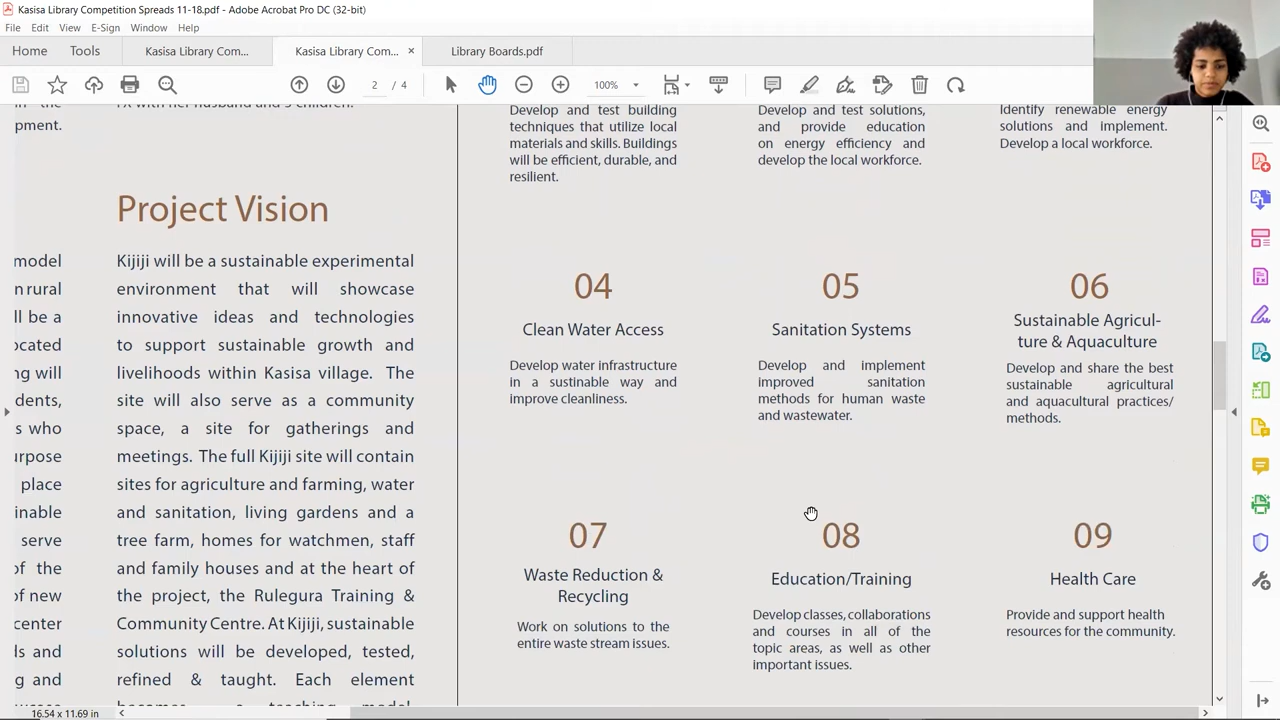 Kasisa Library Competition Spreads 11-18.pdf - Adobe Acrobat Pro DC (32-bit)
File Edit View E-Sign Window Help
Home Tools Kasisa Library Com... Kasisa Library Com... × Library Boards.pdf
2 / 4 100%
pment.
model
n rural
ll be a
ocated
ng will
dents,
s who
urpose
place
inable
serve
of the
of new
center
ls and
g and
Project Vision
Kijiji will be a sustainable experimental
environment that will showcase
innovative ideas and technologies
to support sustainable growth and
livelihoods within Kasisa village. The
site will also serve as a community
space, a site for gatherings and
meetings. The full Kijiji site will contain
sites for agriculture and farming, water
and sanitation, living gardens and a
tree farm, homes for watchmen, staff
and family houses and at the heart of
the project, the Rulegura Training &
Community Centre. At Kijiji, sustainable
solutions will be developed, tested,
refined & taught. Each element
Develop and test building
techniques that utilize local
materials and skills. Buildings
will be efficient, durable, and
resilient.
Develop and test solutions,
and provide education
on energy efficiency and
develop the local workforce.
Identify renewable energy
solutions and implement.
Develop a local workforce.
04
Clean Water Access
Develop water infrastructure
in a sustinable way and
improve cleanliness.
05
Sanitation Systems
Develop and implement
improved sanitation
methods for human waste
and wastewater.
06
Sustainable Agricul-
ture & Aquaculture
Develop and share the best
sustainable agricultural
and aquacultural practices/
methods.
07
Waste Reduction &
Recycling
Work on solutions to the
entire waste stream issues.
08
Education/Training
Develop classes, collaborations
and courses in all of the
topic areas, as well as other
important issues.
09
Health Care
Provide and support health
resources for the community.
16.54 x 11.69 in